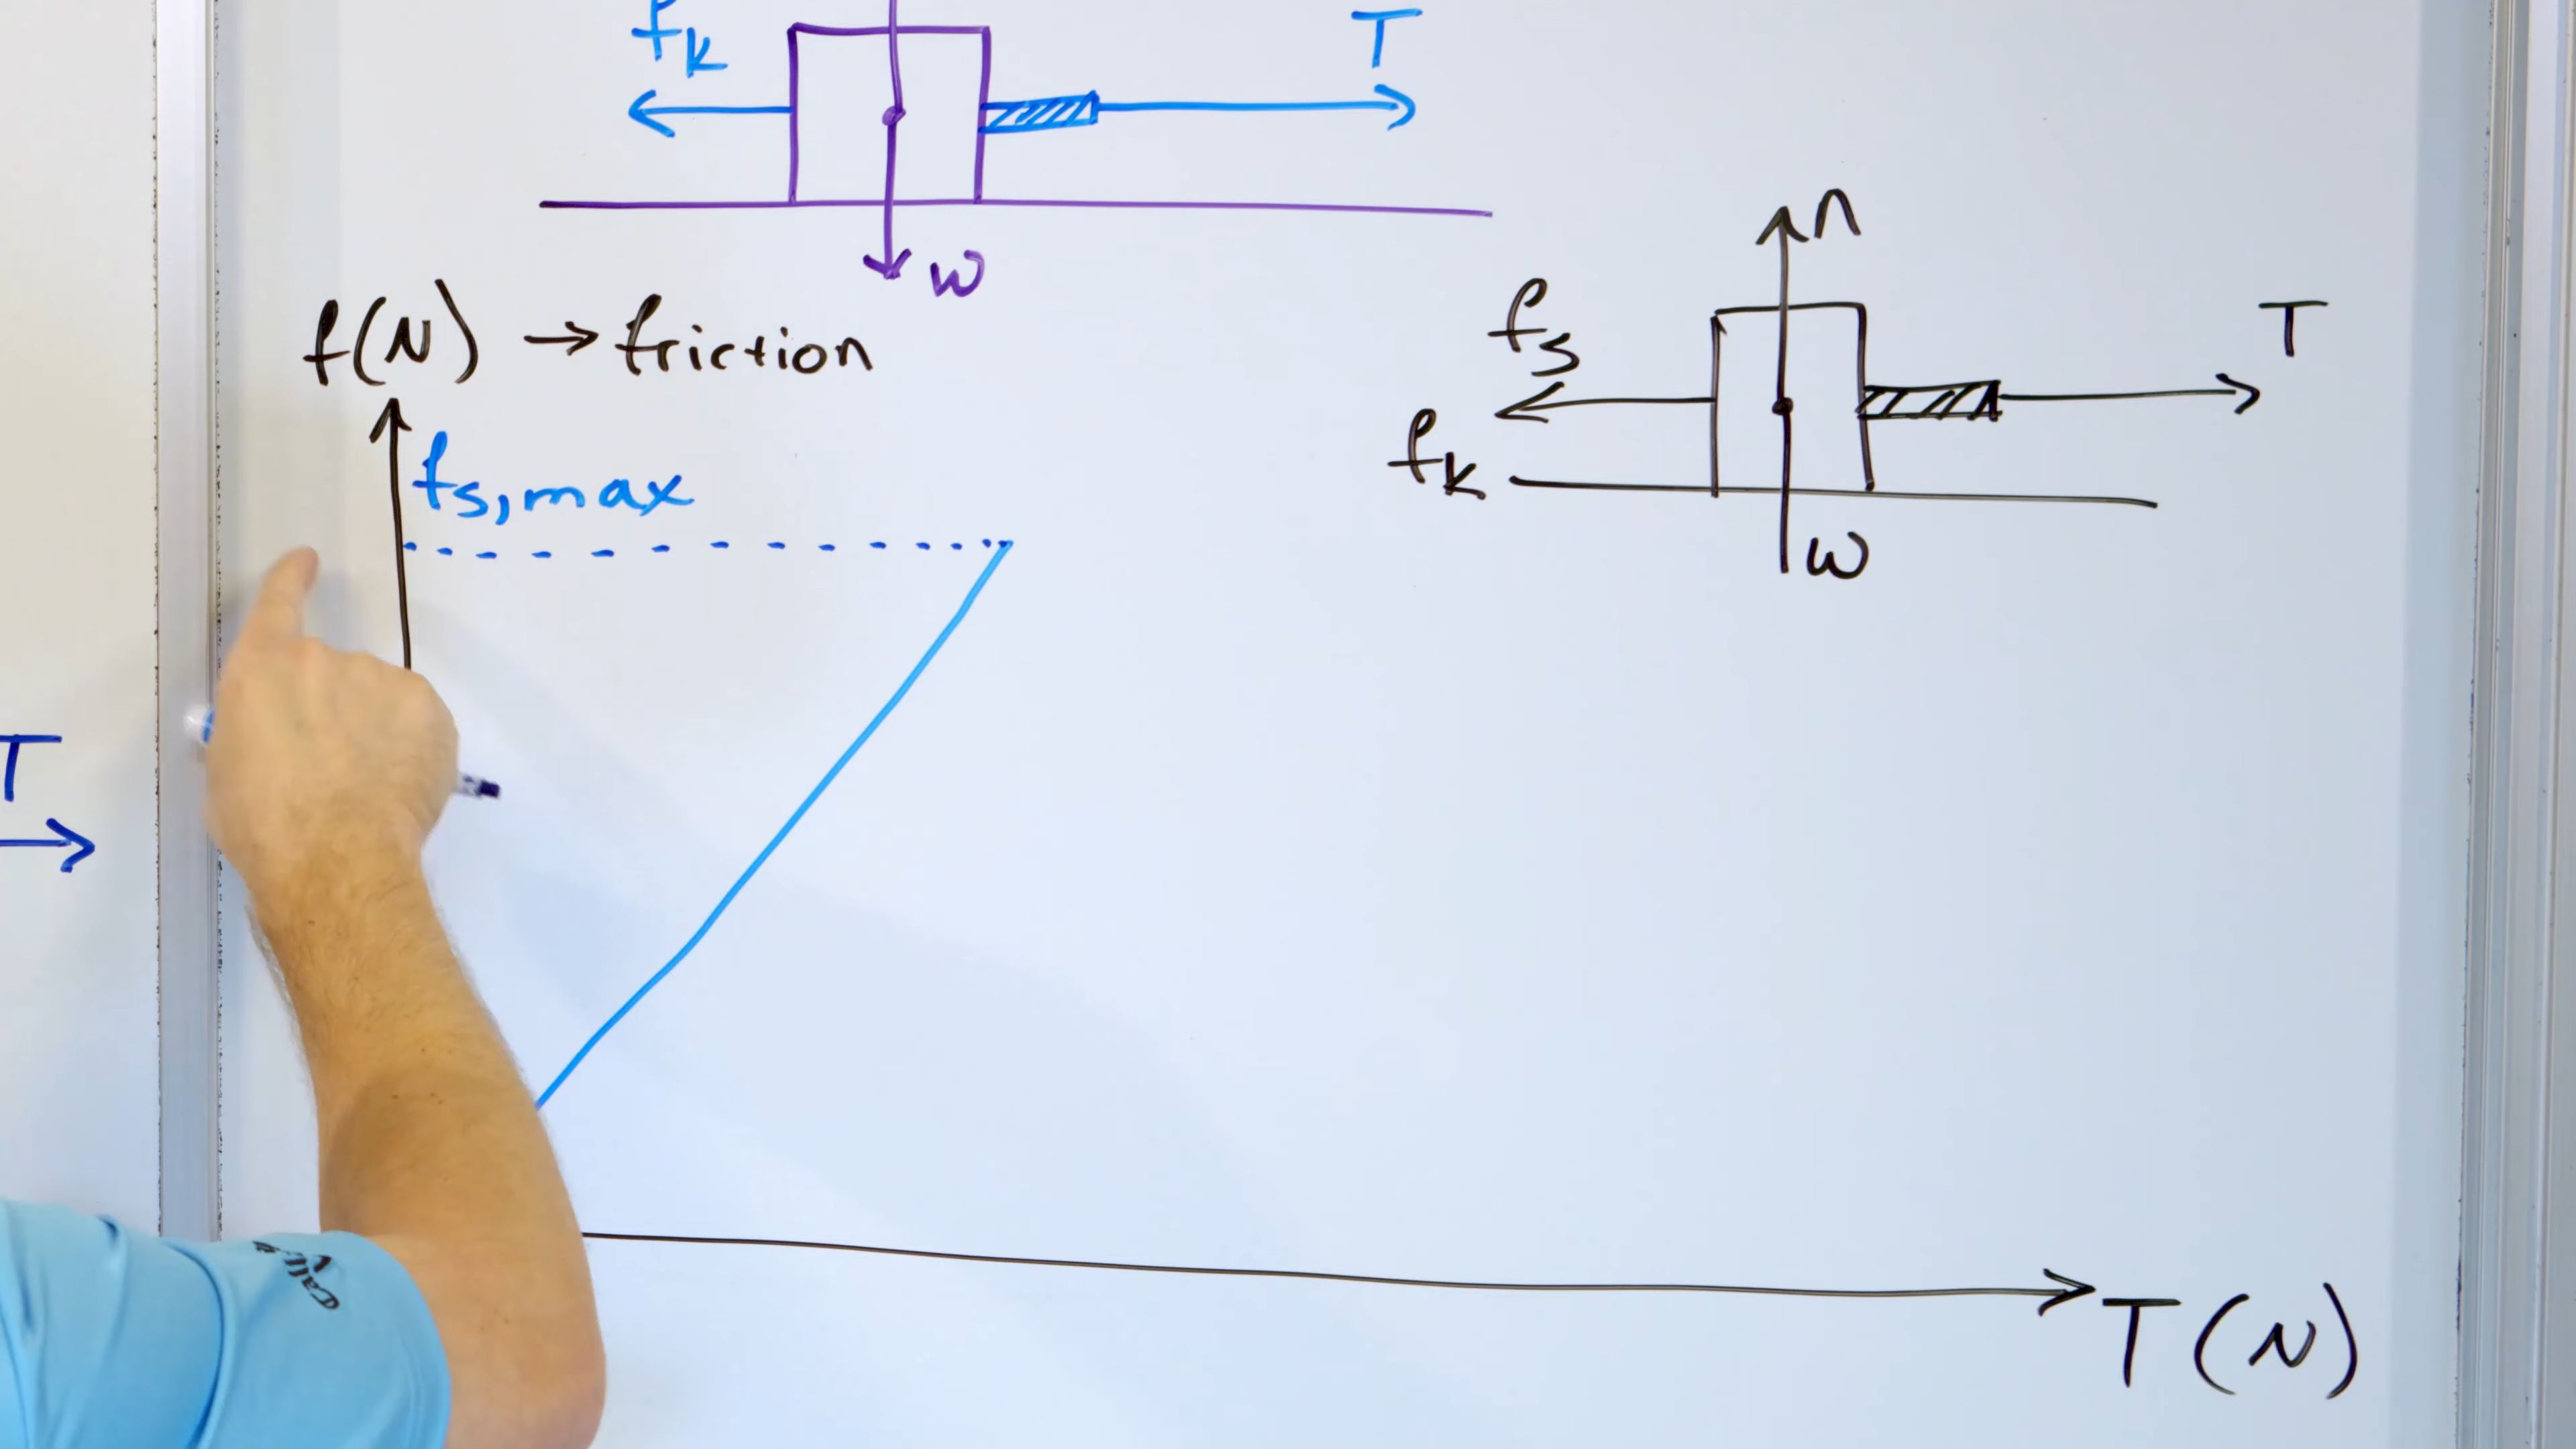 fk
T
w
n
f(N) → friction
fs
T
fk
fs,max
w
T
T(N)